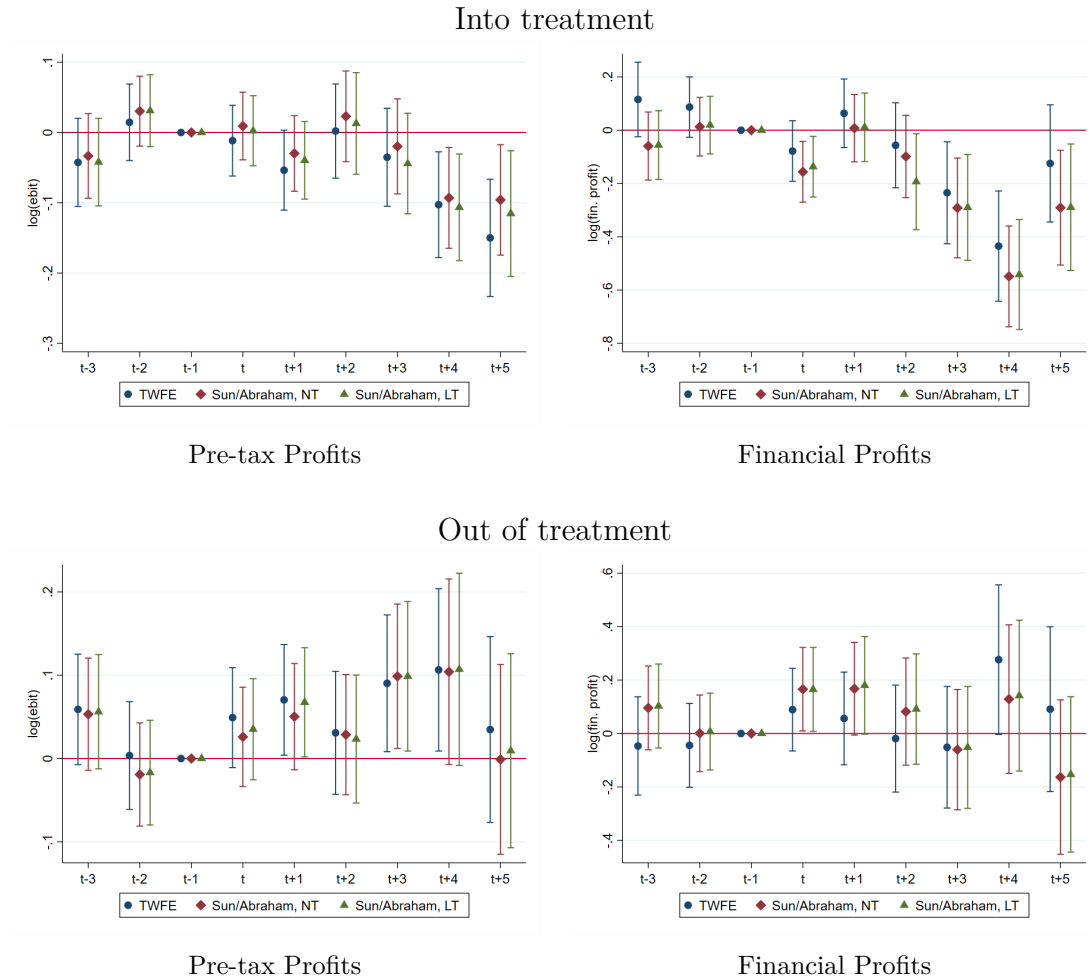 Into treatment
.1
0
-.1
-.2
-.3
log(ebit)
t-3 t-2 t-1 t t+1 t+2 t+3 t+4 t+5
TWFE Sun/Abraham, NT Sun/Abraham, LT
Pre-tax Profits
.2
0
-.2
-.4
-.6
-.8
log(fin. profit)
t-3 t-2 t-1 t t+1 t+2 t+3 t+4 t+5
TWFE Sun/Abraham, NT Sun/Abraham, LT
Financial Profits
Out of treatment
.2
.1
0
-.1
log(ebit)
t-3 t-2 t-1 t t+1 t+2 t+3 t+4 t+5
TWFE Sun/Abraham, NT Sun/Abraham, LT
Pre-tax Profits
.6
.4
.2
0
-.2
-.4
log(fin. profit)
t-3 t-2 t-1 t t+1 t+2 t+3 t+4 t+5
TWFE Sun/Abraham, NT Sun/Abraham, LT
Financial Profits